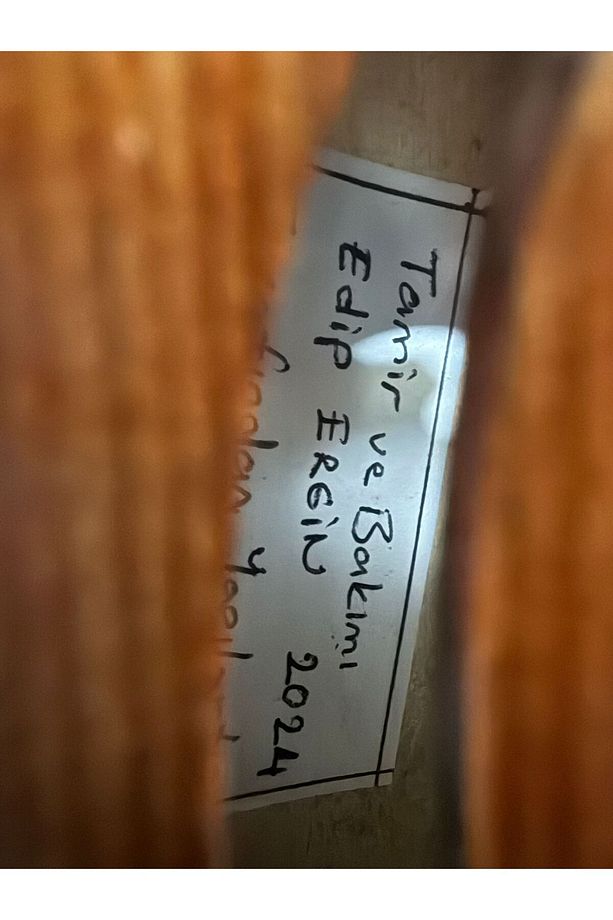 Tamir ve Bakımı
Edip ERGİN
2024